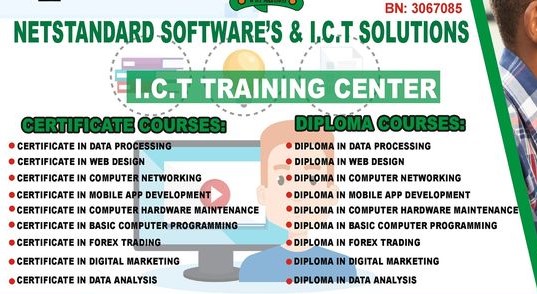 BN: 3067085
NETSTANDARD SOFTWARE'S & I.C.T SOLUTIONS
I.C.T TRAINING CENTER
CERTIFICATE COURSES:
CERTIFICATE IN DATA PROCESSING
CERTIFICATE IN WEB DESIGN
CERTIFICATE IN COMPUTER NETWORKING
CERTIFICATE IN MOBILE APP DEVELOPMENT
CERTIFICATE IN COMPUTER HARDWARE MAINTENANCE
CERTIFICATE IN BASIC COMPUTER PROGRAMMING
CERTIFICATE IN FOREX TRADING
CERTIFICATE IN DIGITAL MARKETING
CERTIFICATE IN DATA ANALYSIS
DIPLOMA COURSES:
DIPLOMA IN DATA PROCESSING
DIPLOMA IN WEB DESIGN
DIPLOMA IN COMPUTER NETWORKING
DIPLOMA IN MOBILE APP DEVELOPMENT
DIPLOMA IN COMPUTER HARDWARE MAINTENANCE
DIPLOMA IN BASIC COMPUTER PROGRAMMING
DIPLOMA IN FOREX TRADING
DIPLOMA IN DIGITAL MARKETING
DIPLOMA IN DATA ANALYSIS